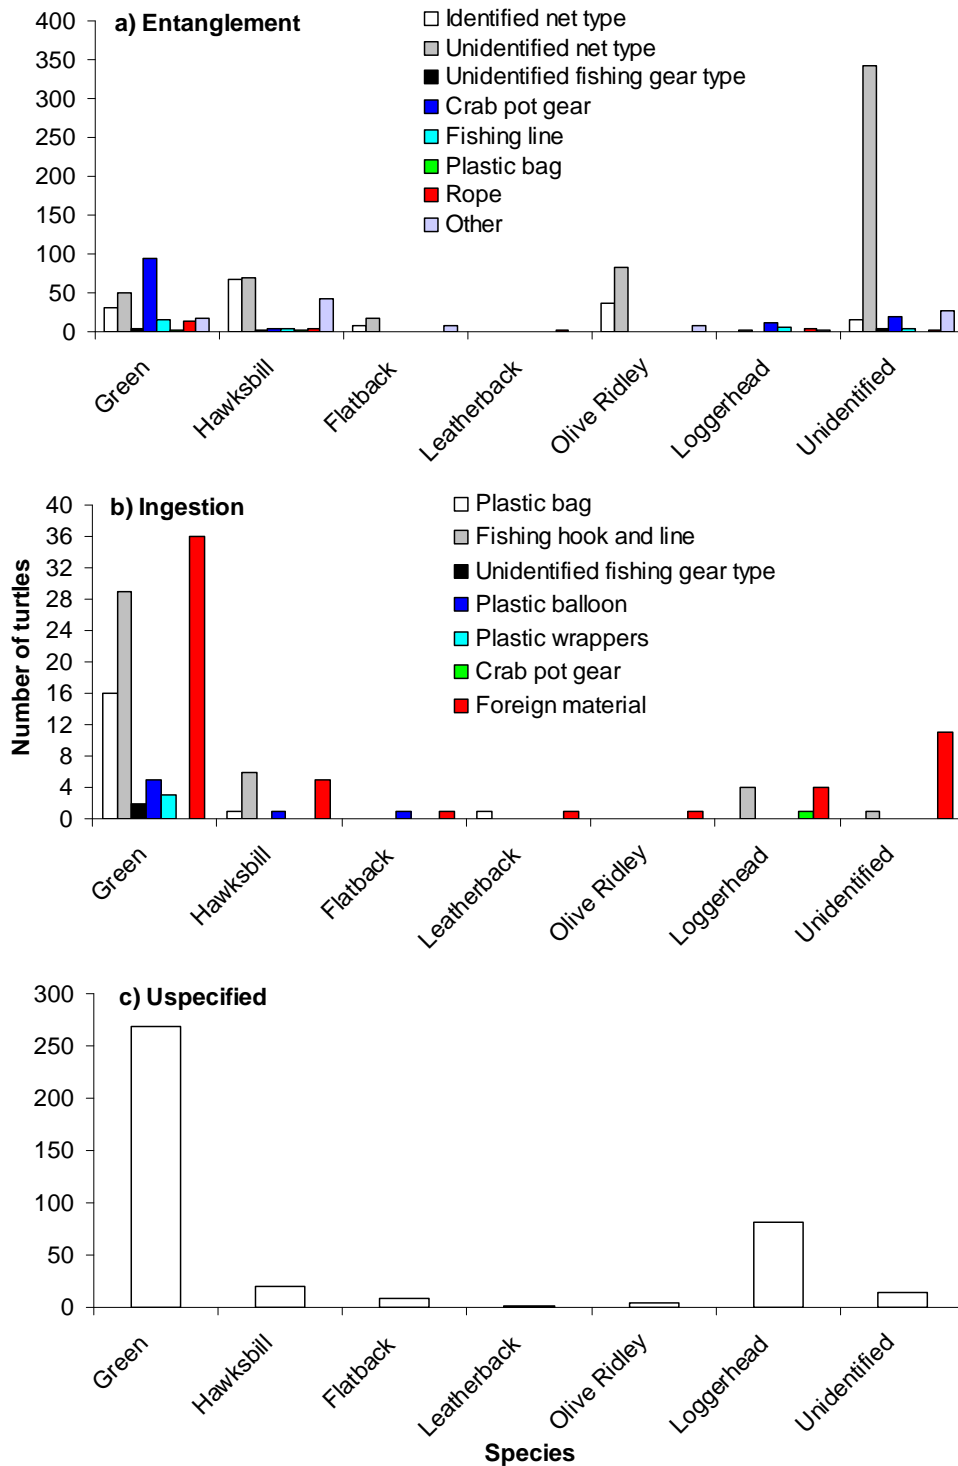 a) Entanglement
Identified net type
Unidentified net type
Unidentified fishing gear type
Crab pot gear
Fishing line
Plastic bag
Rope
Other
400
350
300
250
200
150
100
50
0
Green
Hawksbill
Flatback
Leatherback
Olive Ridley
Loggerhead
Unidentified
b) Ingestion
Plastic bag
Fishing hook and line
Unidentified fishing gear type
Plastic balloon
Plastic wrappers
Crab pot gear
Foreign material
Number of turtles
40
36
32
28
24
20
16
12
8
4
0
Green
Hawksbill
Flatback
Leatherback
Olive Ridley
Loggerhead
Unidentified
c) Uspecified
300
250
200
150
100
50
0
Green
Hawksbill
Flatback
Leatherback
Olive Ridley
Loggerhead
Unidentified
Species